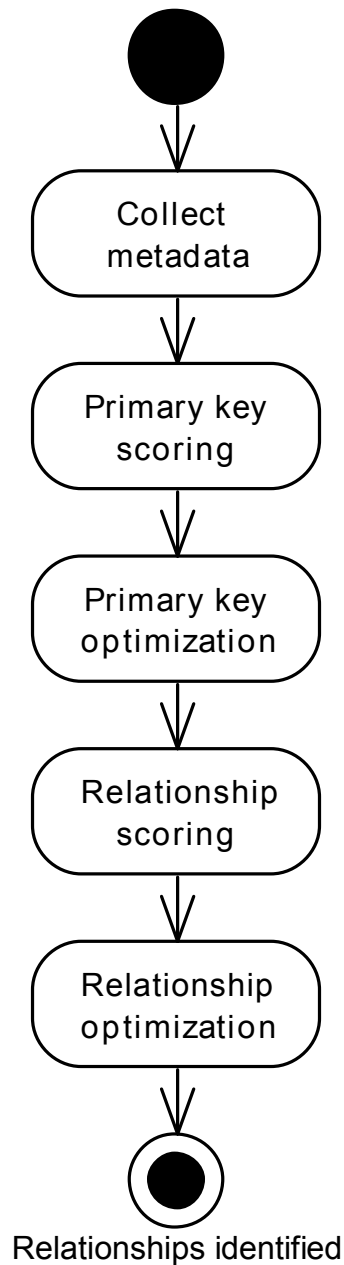 Collect
metadata
Primary key
scoring
Primary key
optimization
Relationship
scoring
Relationship
optimization
Relationships identified